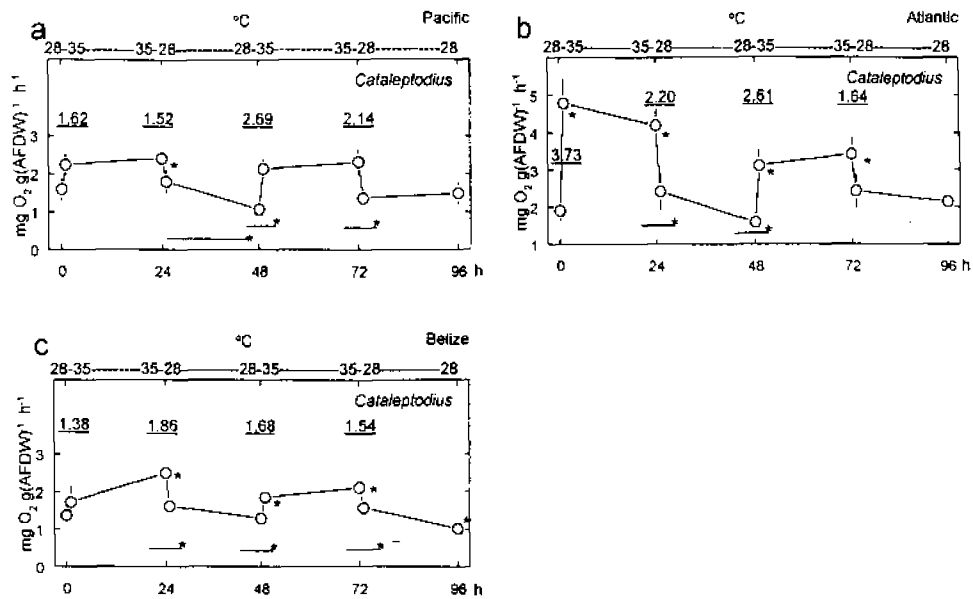 a °C Pacific
28-35 35-28 28-35 35-28 28
Cataleptodius
1.62 1.52 2.69 2.14
mg O2 g(AFDW)-1 h-1
3
2
1
0
0 24 48 72 96 h
b °C Atlantic
28-35 35-28 28-35 35-28 28
Cataleptodius
2.20 2.61 1.64
3.73
mg O2 g(AFDW)-1 h-1
5
4
3
2
1
0 24 48 72 96 h
c °C Belize
28-35 35-28 28-35 35-28 28
Cataleptodius
1.38 1.86 1.68 1.54
mg O2 g(AFDW)-1 h-1
3
2
1
0
0 24 48 72 96 h